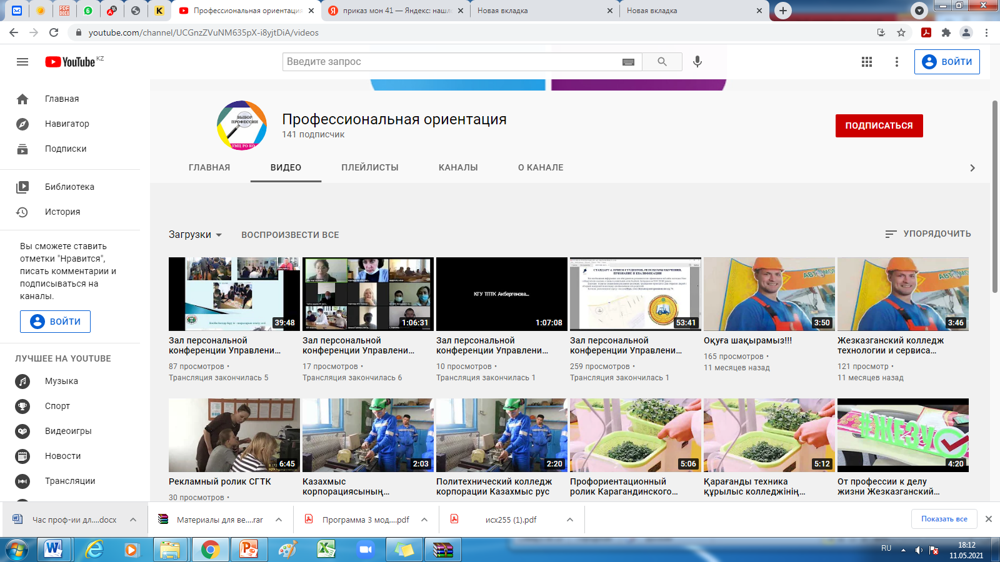 Профессиональная ориентация
приказ мон 41 — Яндекс: нашл
Новая вкладка
Новая вкладка
youtube.com/channel/UCGnzZVuNM635pX-i8yjtDiA/videos
YouTube KZ
Введите запрос
ВОЙТИ
Главная
Навигатор
Подписки
Библиотека
История
Вы сможете ставить
отметки "Нравится",
писать комментарии и
подписываться на
каналы.
ВОЙТИ
ЛУЧШЕЕ НА YOUTUBE
Музыка
Спорт
Видеоигры
Новости
Трансляции
ВЫБОР
ПРОФЕССИИ
УМЦ РО КО
Профессиональная ориентация
141 подписчик
ПОДПИСАТЬСЯ
ГЛАВНАЯ
ВИДЕО
ПЛЕЙЛИСТЫ
КАНАЛЫ
О КАНАЛЕ
Загрузки
ВОСПРОИЗВЕСТИ ВСЕ
УПОРЯДОЧИТЬ
39:48
Зал персональной
конференции Управлени...
87 просмотров •
Трансляция закончилась 5
1:06:31
Зал персональной
конференции Управлени...
17 просмотров •
Трансляция закончилась 6
КГУ ТПТК Акбергенова...
1:07:08
Зал персональной
конференции Управлени...
10 просмотров •
Трансляция закончилась 1
53:41
Зал персональной
конференции Управлени...
259 просмотров •
Трансляция закончилась 1
3:50
Оқуға шақырамыз!!!
165 просмотров •
11 месяцев назад
3:46
Жезказганский колледж
технологии и сервиса...
121 просмотр •
11 месяцев назад
6:45
Рекламный ролик СГТК
30 просмотров •
2:03
Казахмыс
корпорациясының...
2:20
Политехнический колледж
корпорации Казахмыс рус
5:06
Профориентационный
ролик Карагандинского...
5:12
Қарағанды техника
құрылыс колледжінің...
#ЖЕЗУ
4:20
От профессии к делу
жизни Жезказганский...
Час проф-ии дл....docx
Материалы для ве....rar
Программа 3 мод....pdf
исх255 (1).pdf
Показать все
RU
18:12
11.05.2021